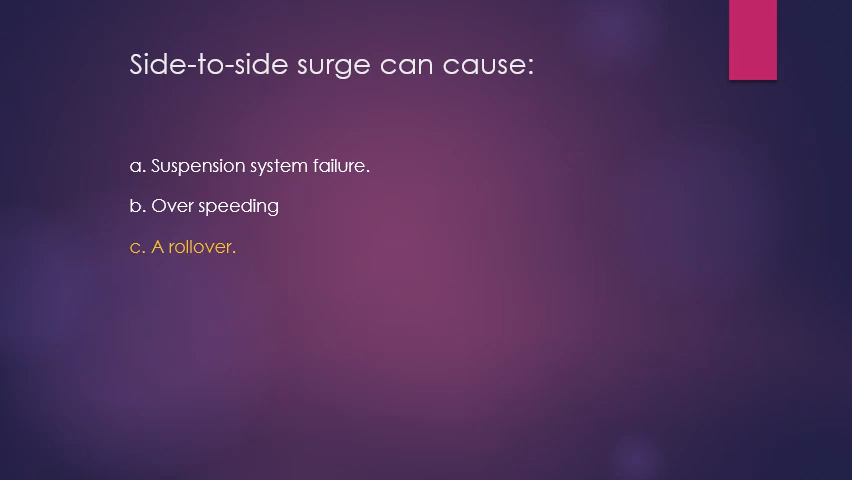 Side-to-side surge can cause:
a. Suspension system failure.
b. Over speeding
c. A rollover.